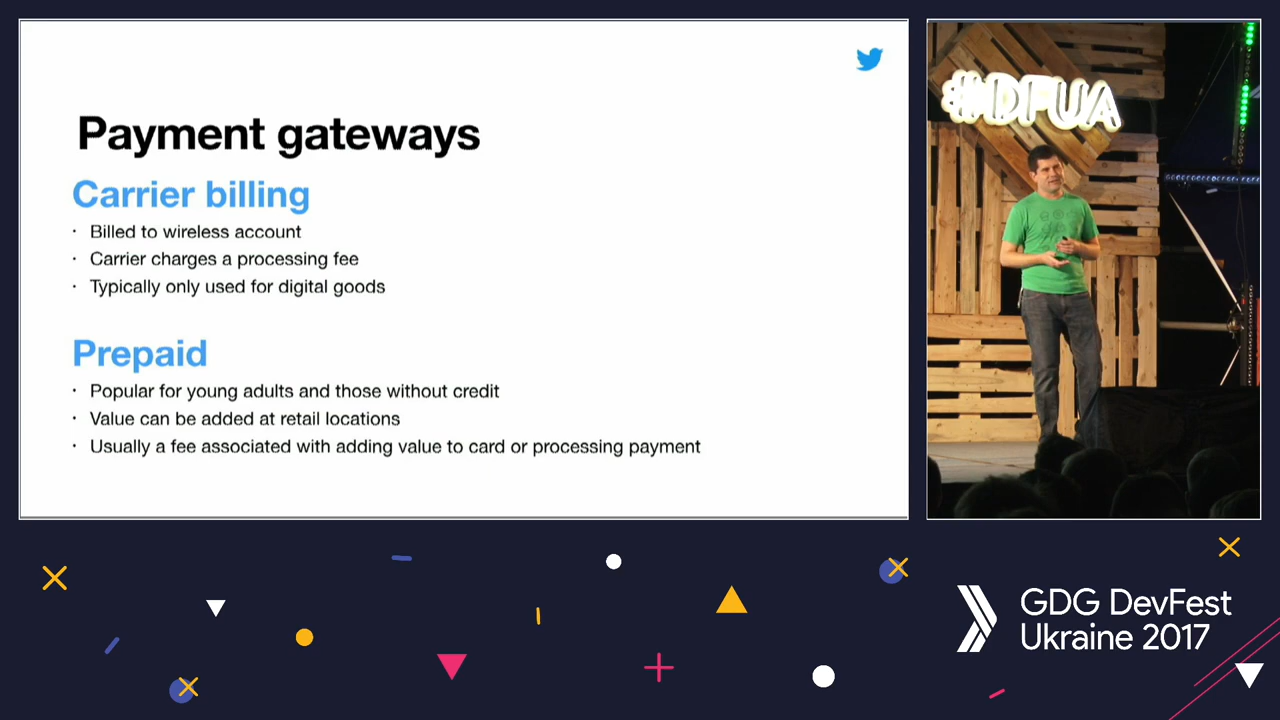 Payment gateways
Carrier billing
· Billed to wireless account
· Carrier charges a processing fee
· Typically only used for digital goods
Prepaid
· Popular for young adults and those without credit
· Value can be added at retail locations
· Usually a fee associated with adding value to card or processing payment
#DFUA
GDG DevFest
Ukraine 2017